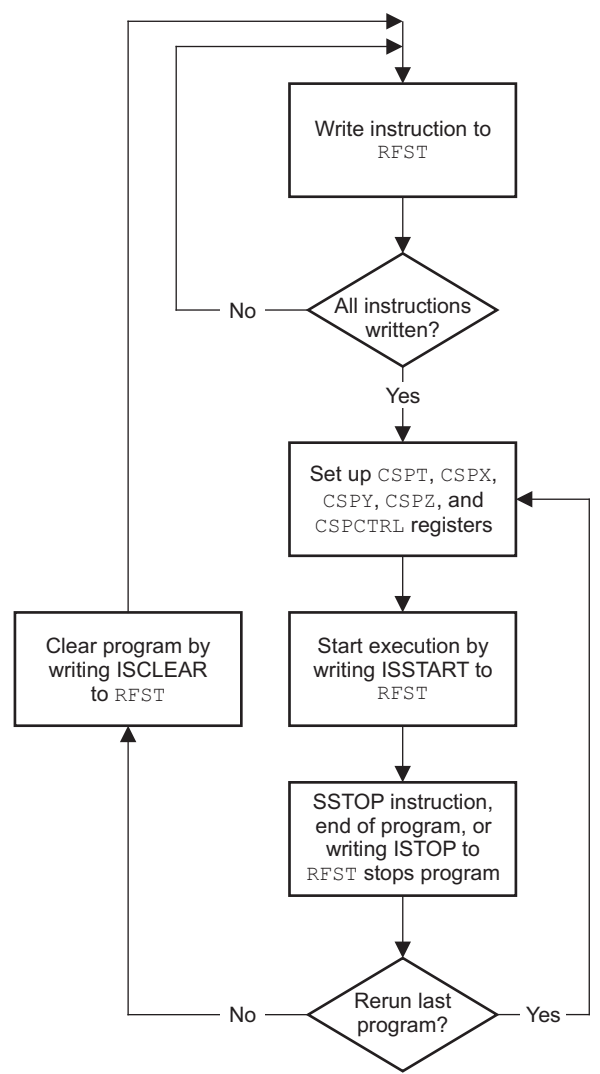 Write instruction to
RFST
All instructions
written?
No
Yes
Set up CSPT, CSPX,
CSPY, CSPZ, and
CSPCTRL registers
Clear program by
writing ISCLEAR
to RFST
Start execution by
writing ISSTART to
RFST
SSTOP instruction,
end of program, or
writing ISTOP to
RFST stops program
Rerun last
program?
No
Yes